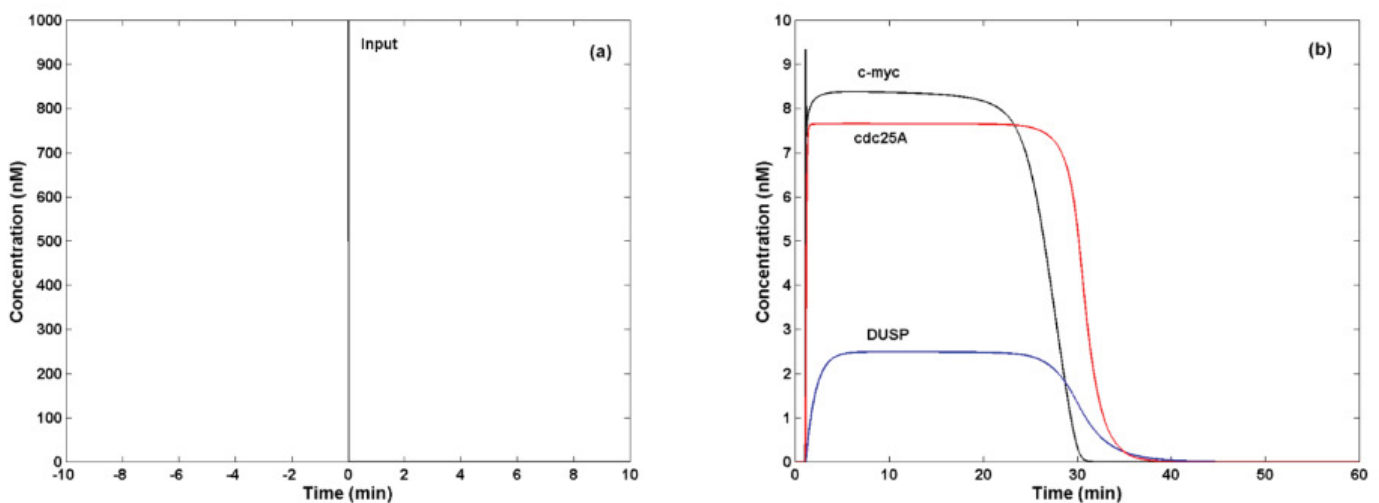 1000
900
800
700
600
500
400
300
200
100
0
Concentration (nM)
Input
(a)
-10 -8 -6 -4 -2 0 2 4 6 8 10
Time (min)
10
9
8
7
6
5
4
3
2
1
0
Concentration (nM)
(b)
c-myc
cdc25A
DUSP
0 10 20 30 40 50 60
Time (min)